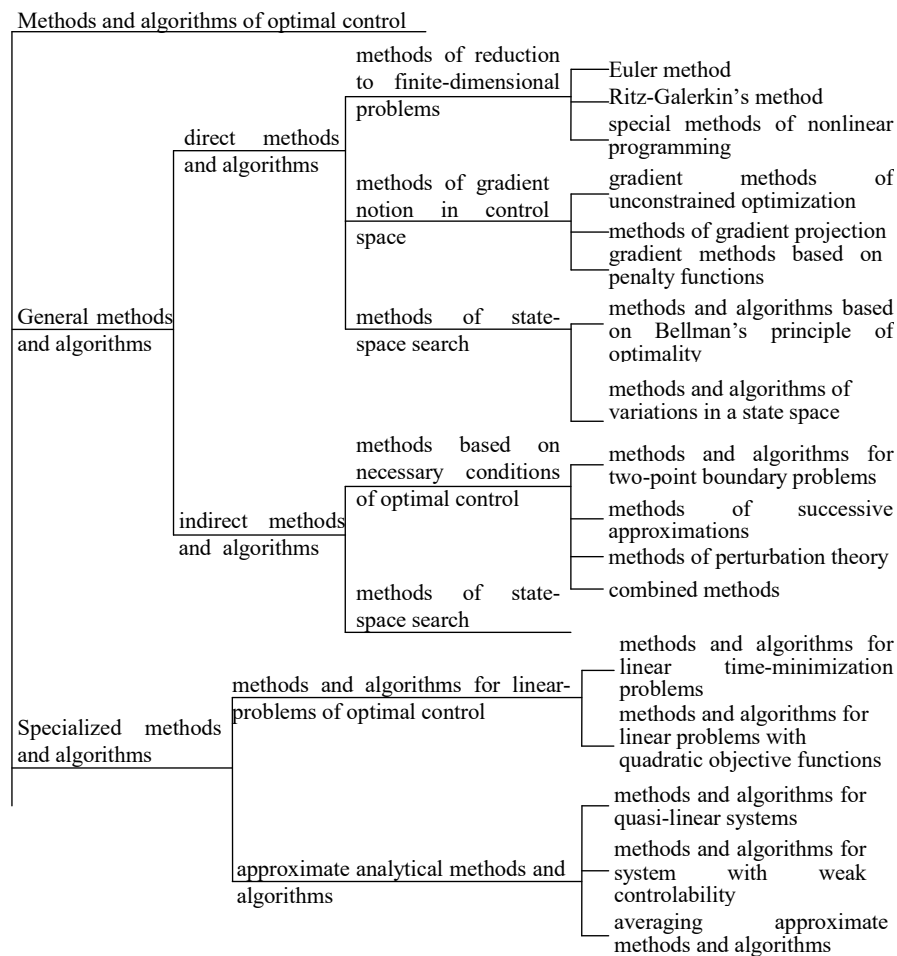 Methods and algorithms of optimal control
methods of reduction
to finite-dimensional
problems
Euler method
Ritz-Galerkin’s method
special methods of nonlinear
programming
direct methods
and algorithms
methods of gradient
notion in control
space
gradient methods of
unconstrained optimization
methods of gradient projection
gradient methods based on
penalty functions
General methods
and algorithms
methods of state-
space search
methods and algorithms based
on Bellman’s principle of
optimality
methods and algorithms of
variations in a state space
indirect methods
and algorithms
methods based on
necessary conditions
of optimal control
methods and algorithms for
two-point boundary problems
methods of successive
approximations
methods of perturbation theory
combined methods
methods of state-
space search
Specialized methods
and algorithms
methods and algorithms for linear-
problems of optimal control
methods and algorithms for
linear time-minimization
problems
methods and algorithms for
linear problems with
quadratic objective functions
approximate analytical methods and
algorithms
methods and algorithms for
quasi-linear systems
methods and algorithms for
system with weak
controlability
averaging approximate
methods and algorithms